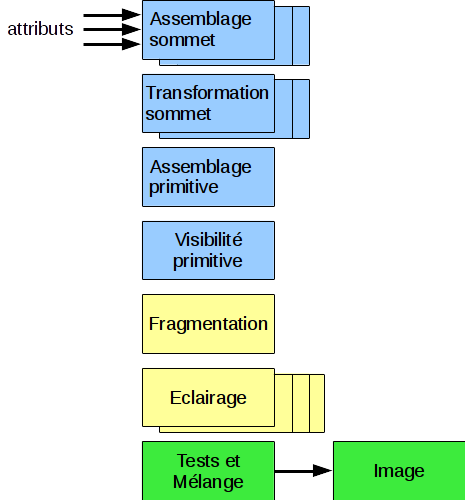 attributs
Assemblage
sommet
Transformation
sommet
Assemblage
primitive
Visibilité
primitive
Fragmentation
Eclairage
Tests et
Mélange
Image